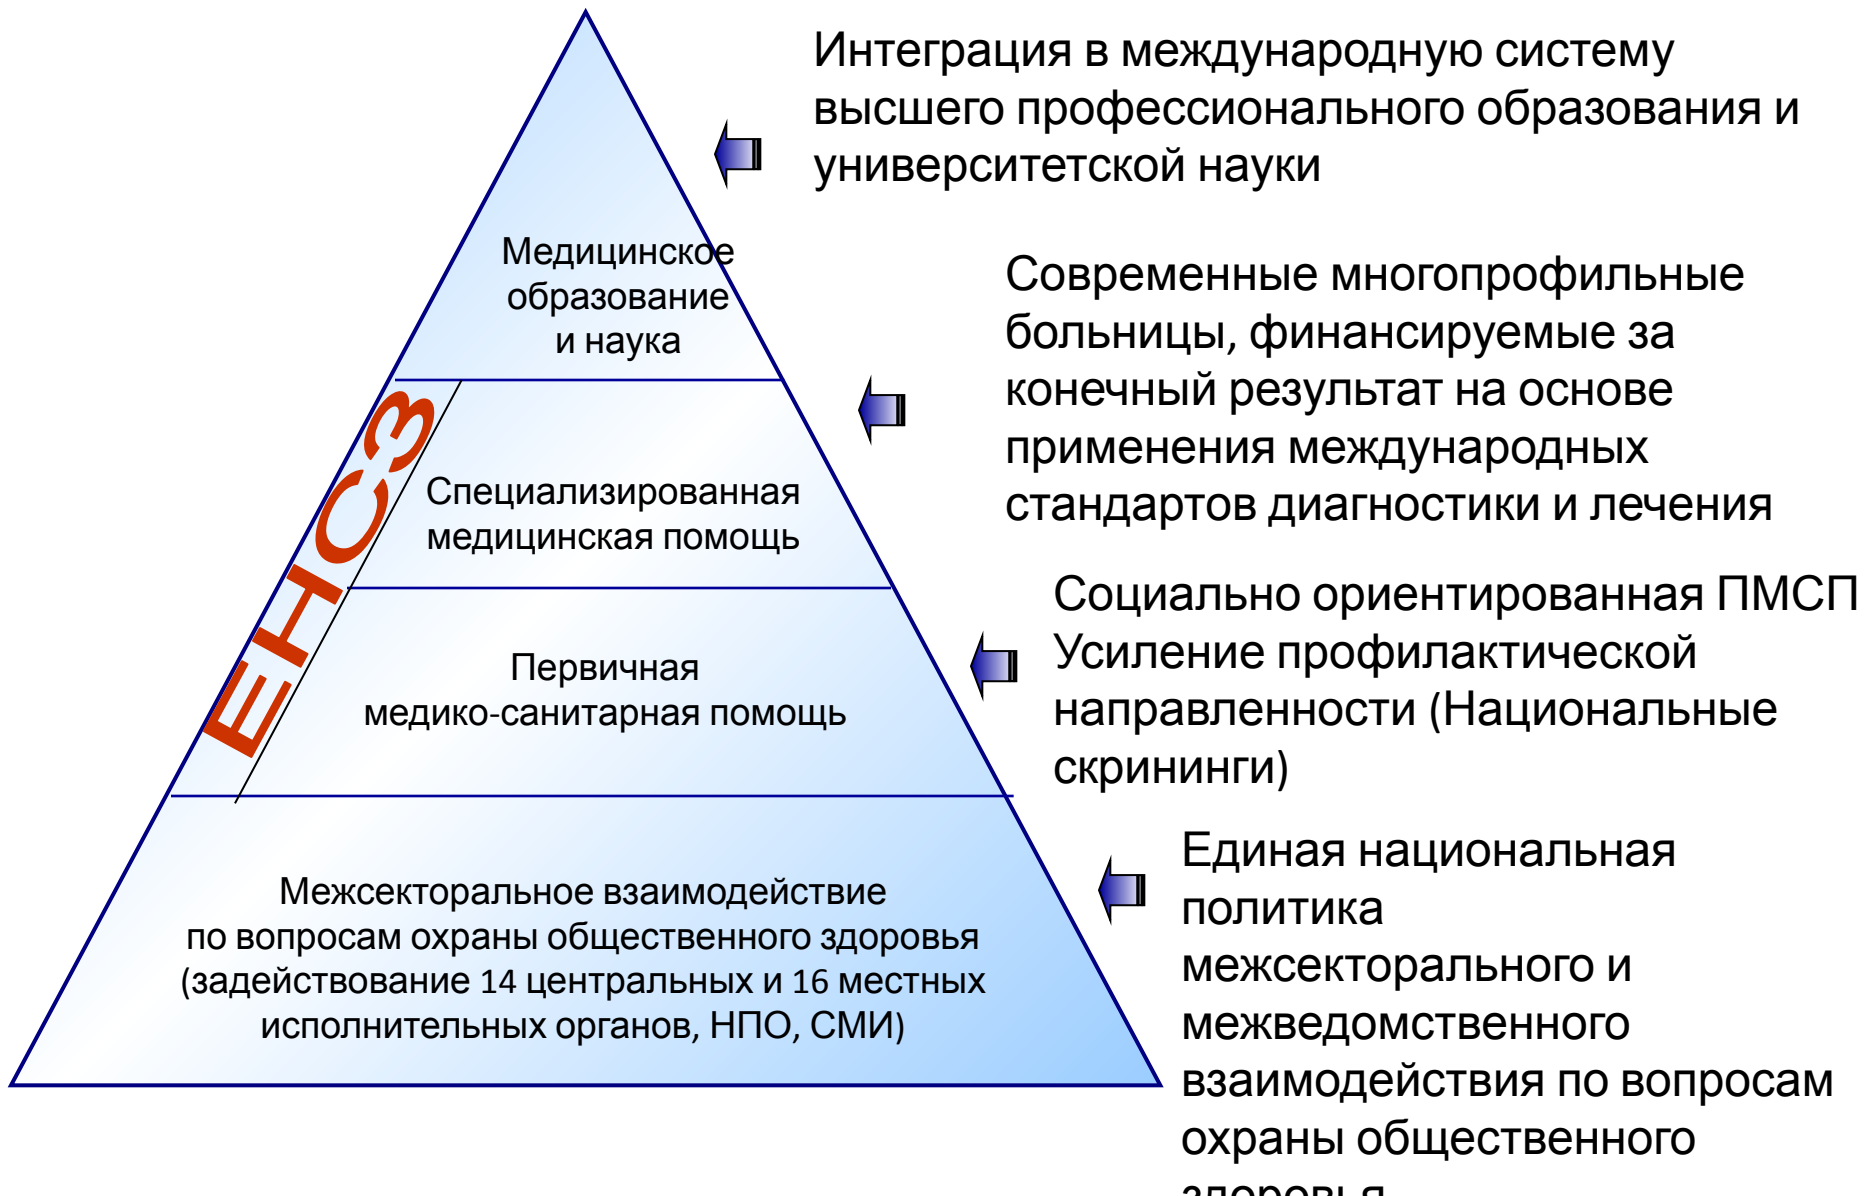 Интеграция в международную систему
высшего профессионального образования и
университетской науки
Медицинское
образование
и наука
Современные многопрофильные
больницы, финансируемые за
конечный результат на основе
применения международных
стандартов диагностики и лечения
ЕНСЗ
Специализированная
медицинская помощь
Социально ориентированная ПМСП
Усиление профилактической
направленности (Национальные
скрининги)
Первичная
медико-санитарная помощь
Единая национальная
политика
межсекторального и
межведомственного
взаимодействия по вопросам
охраны общественного
здоровья
Межсекторальное взаимодействие
по вопросам охраны общественного здоровья
(задействование 14 центральных и 16 местных
исполнительных органов, НПО, СМИ)